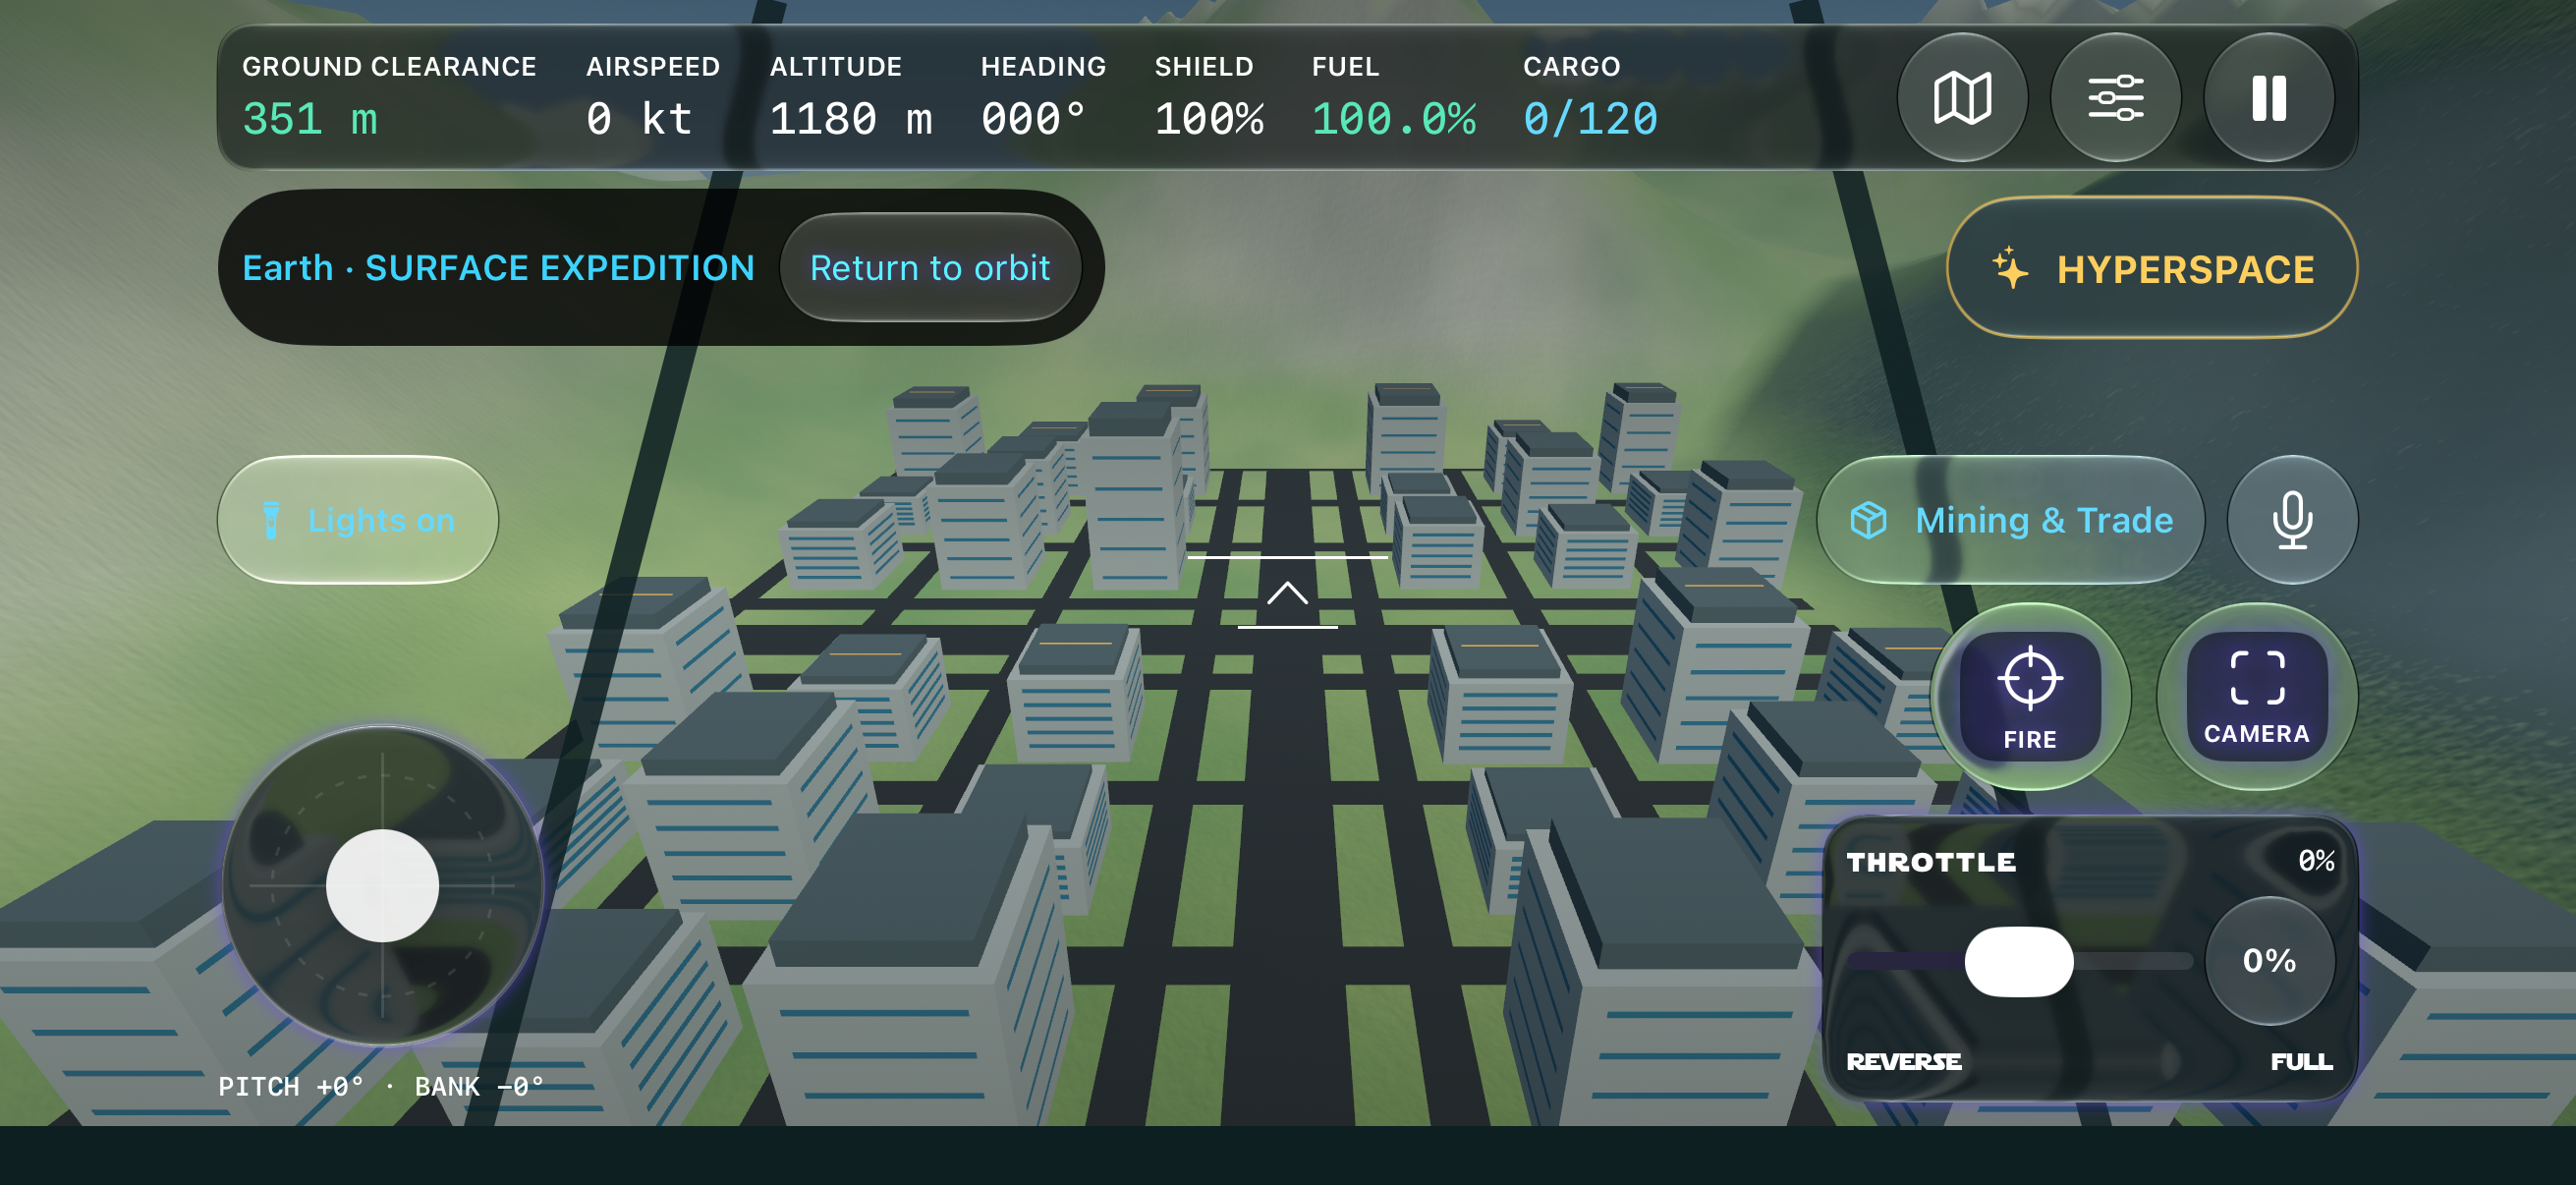 GROUND CLEARANCE AIRSPEED ALTITUDE HEADING SHIELD FUEL CARGO
351 m 0 kt 1180 m 000° 100% 100.0% 0/120
Earth · SURFACE EXPEDITION Return to orbit
HYPERSPACE
Lights on
Mining & Trade
FIRE
CAMERA
THROTTLE 0%
0%
REVERSE FULL
PITCH +0° · BANK −0°